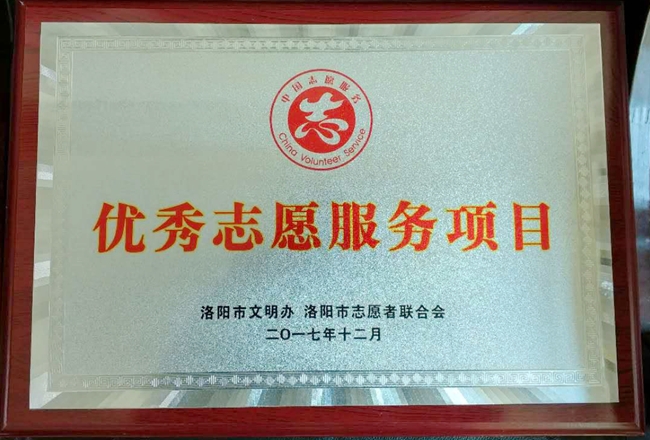 中国志愿服务
志
China Volunteer Service
优秀志愿服务项目
洛阳市文明办 洛阳市志愿者联合会
二〇一七年十二月